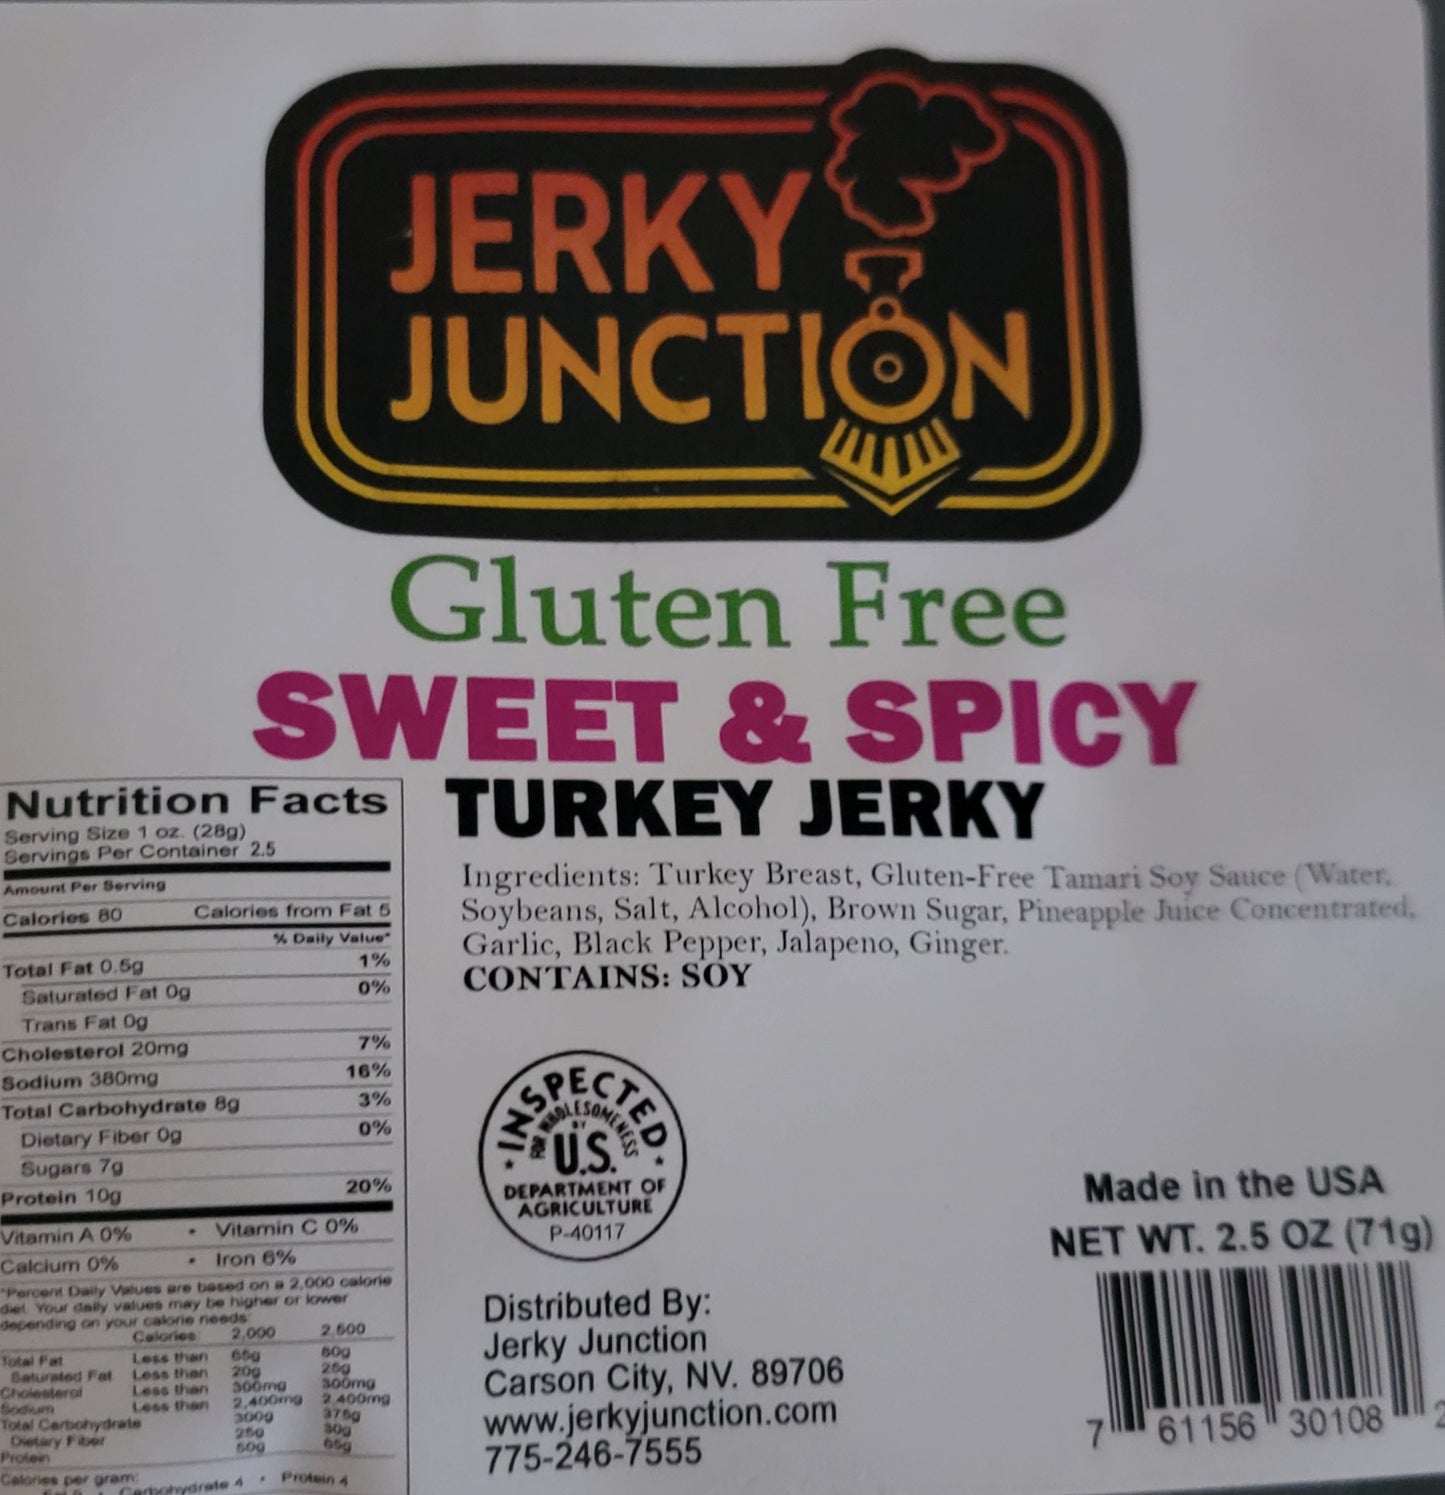 JERKY
JUNCTION
Gluten Free
SWEET & SPICY
TURKEY JERKY
Nutrition Facts
Serving Size 1 oz. (28g)
Servings Per Container 2.5
Amount Per Serving
Calories 80 Calories from Fat 5
% Daily Value*
Total Fat 0.5g 1%
Saturated Fat 0g 0%
Trans Fat 0g
Cholesterol 20mg 7%
Sodium 380mg 16%
Total Carbohydrate 8g 3%
Dietary Fiber 0g 0%
Sugars 7g
Protein 10g 20%
Vitamin A 0% • Vitamin C 0%
Calcium 0% • Iron 6%
*Percent Daily Values are based on a 2,000 calorie
diet. Your daily values may be higher or lower
depending on your calorie needs:
Calories: 2,000 2,500
Total Fat Less than 65g 80g
Saturated Fat Less than 20g 25g
Cholesterol Less than 300mg 300mg
Sodium Less than 2,400mg 2,400mg
Total Carbohydrate 300g 375g
Dietary Fiber 25g 30g
Protein 50g 65g
Calories per gram:
• Carbohydrate 4 • Protein 4
Ingredients: Turkey Breast, Gluten-Free Tamari Soy Sauce (Water,
Soybeans, Salt, Alcohol), Brown Sugar, Pineapple Juice Concentrated,
Garlic, Black Pepper, Jalapeno, Ginger.
CONTAINS: SOY
INSPECTED
FOR WHOLESOMENESS
BY
U.S.
DEPARTMENT OF
AGRICULTURE
P-40117
Distributed By:
Jerky Junction
Carson City, NV. 89706
www.jerkyjunction.com
775-246-7555
Made in the USA
NET WT. 2.5 OZ (71g)
7 61156 30108 2